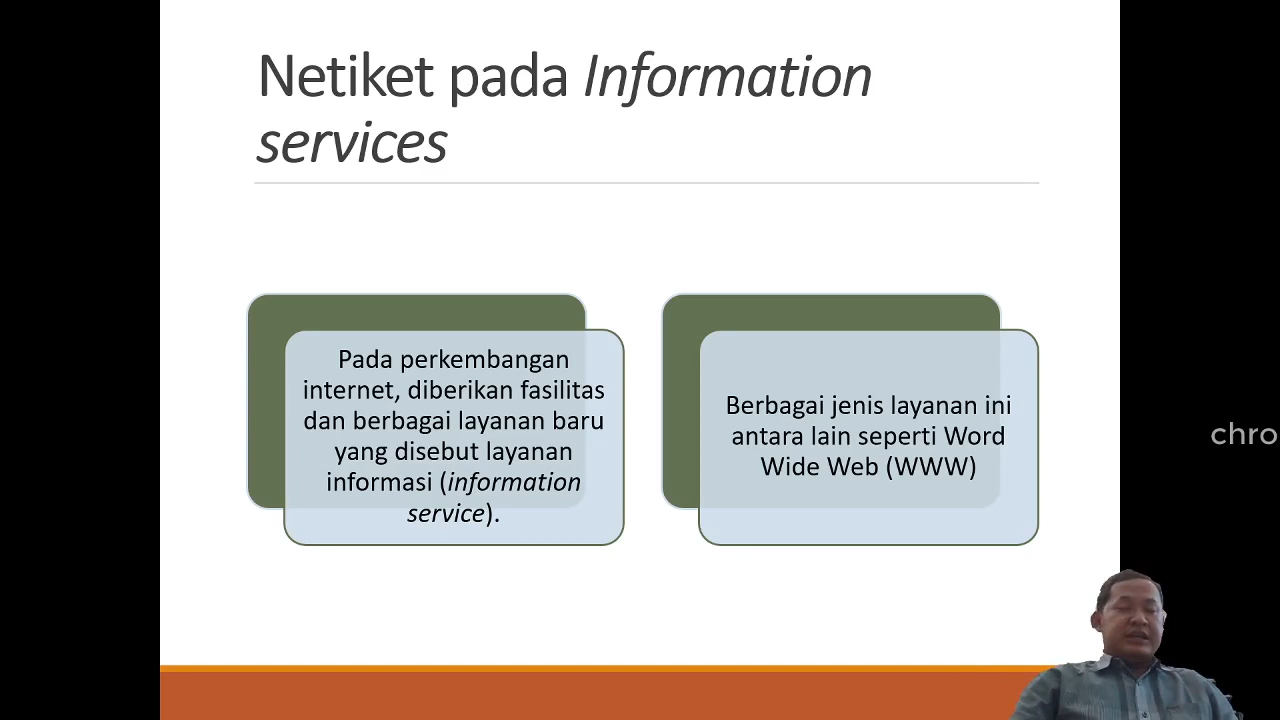 Netiket pada Information
services
Pada perkembangan
internet, diberikan fasilitas
dan berbagai layanan baru
yang disebut layanan
informasi (information
service).
Berbagai jenis layanan ini
antara lain seperti Word
Wide Web (WWW)
chro